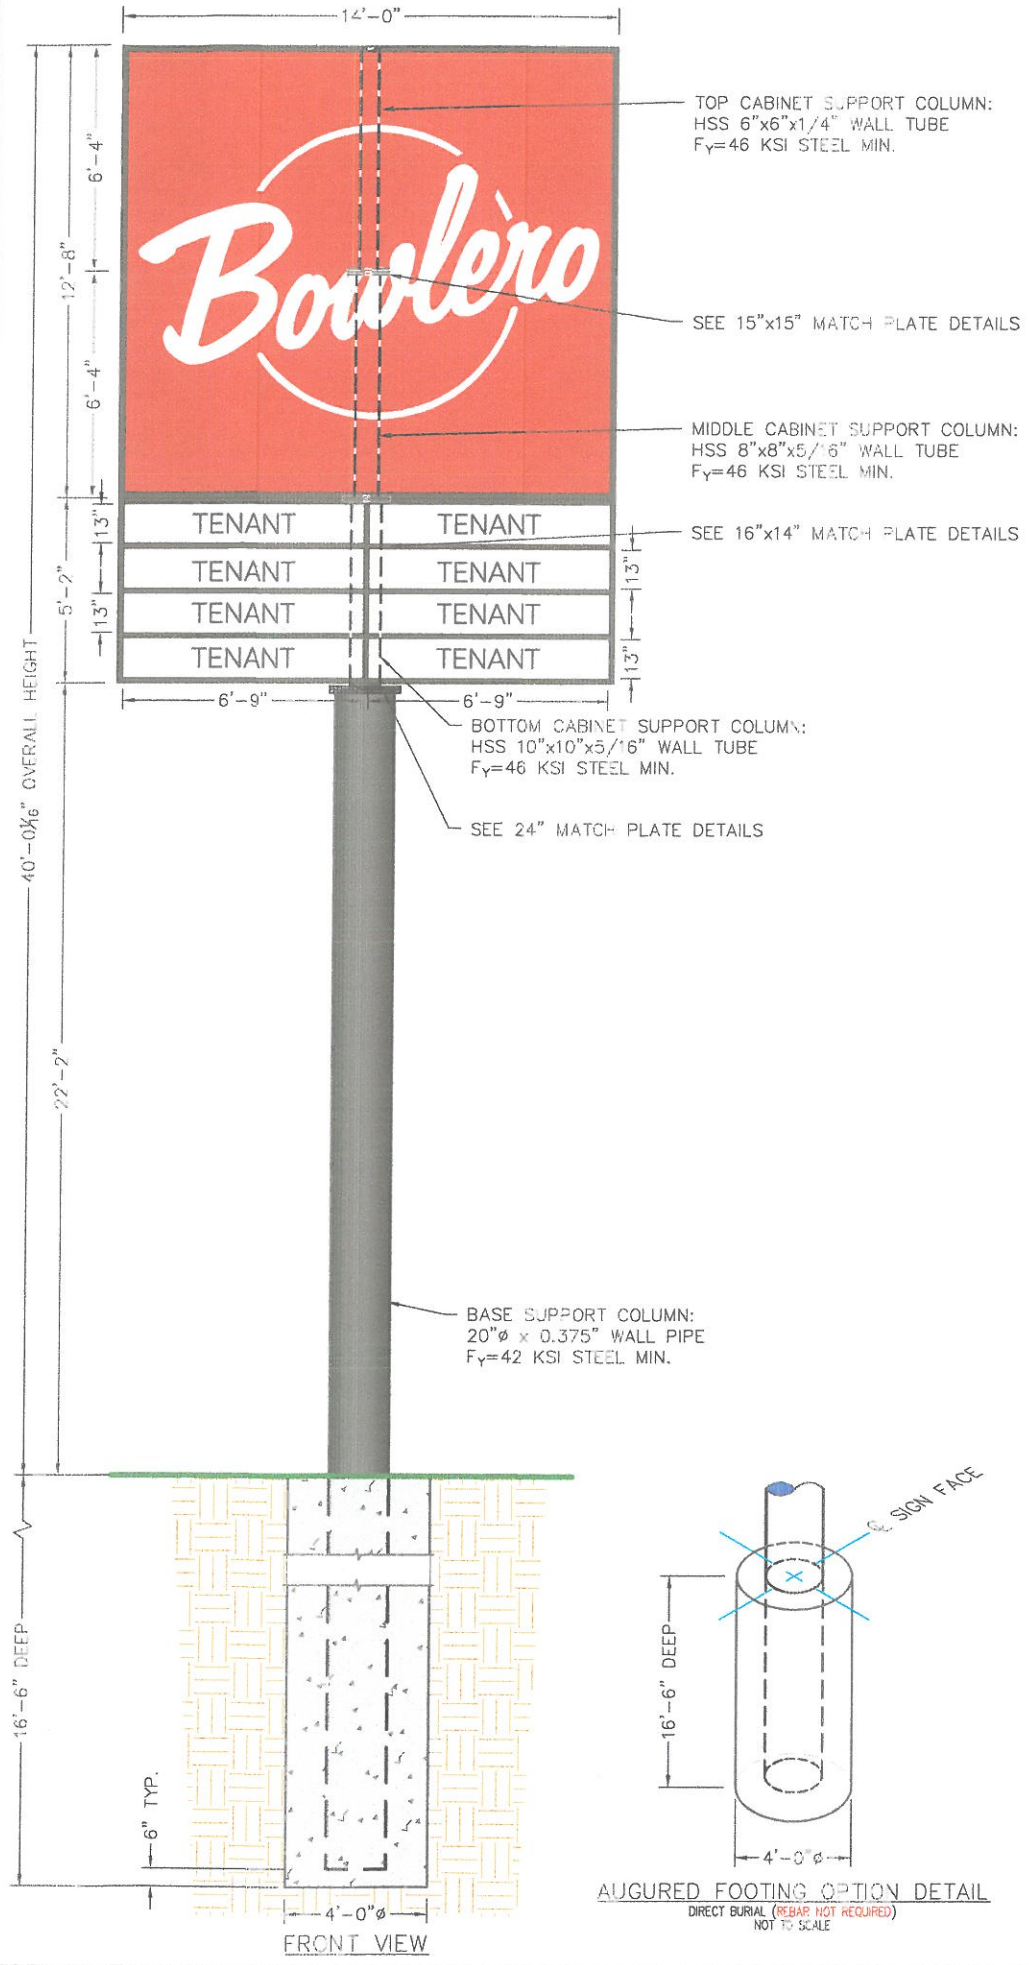 14'-0"
TOP CABINET SUPPORT COLUMN:
HSS 6"x6"x1/4" WALL TUBE
Fy=46 KSI STEEL MIN.
6'-4"
12'-8"
Bowlèro
SEE 15"x15" MATCH PLATE DETAILS
6'-4"
MIDDLE CABINET SUPPORT COLUMN:
HSS 8"x8"x5/16" WALL TUBE
Fy=46 KSI STEEL MIN.
13"
TENANT TENANT
SEE 16"x14" MATCH PLATE DETAILS
TENANT TENANT
13"
5'-2"
13"
TENANT TENANT
TENANT TENANT
13"
6'-9" 6'-9"
BOTTOM CABINET SUPPORT COLUMN:
HSS 10"x10"x5/16" WALL TUBE
Fy=46 KSI STEEL MIN.
SEE 24" MATCH PLATE DETAILS
40'-0 1/16" OVERALL HEIGHT
22'-2"
BASE SUPPORT COLUMN:
20"ø x 0.375" WALL PIPE
Fy=42 KSI STEEL MIN.
℄ SIGN FACE
16'-6" DEEP
16'-6" DEEP
6" TYP.
4'-0"ø
FRONT VIEW
4'-0"ø
AUGURED FOOTING OPTION DETAIL
DIRECT BURIAL (REBAR NOT REQUIRED)
NOT TO SCALE